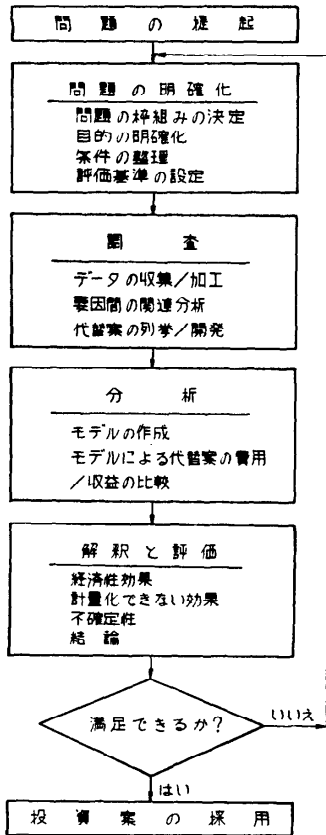 問題の提起
問題の明確化
問題の枠組みの決定
目的の明確化
条件の整理
評価基準の設定
調査
データの収集/加工
要因間の関連分析
代替案の列挙/開発
分析
モデルの作成
モデルによる代替案の費用
/収益の比較
解釈と評価
経済性効果
計量化できない効果
不確定性
結論
満足できるか?
いいえ
はい
投資案の採用